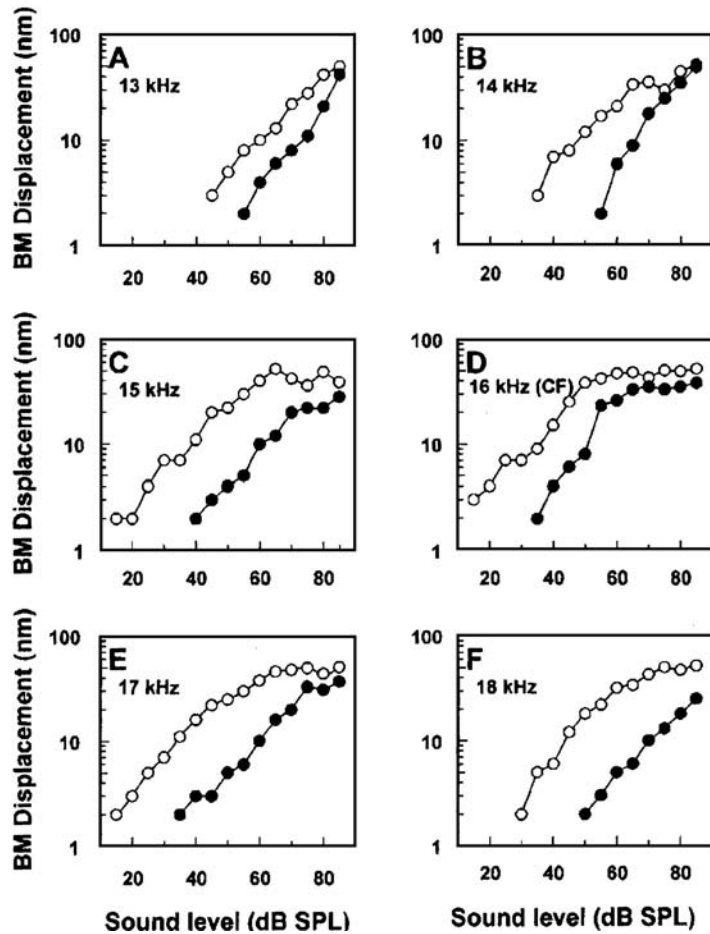 A
13 kHz
BM Displacement (nm)
100
10
1
20 40 60 80
B
14 kHz
BM Displacement (nm)
100
10
1
20 40 60 80
C
15 kHz
BM Displacement (nm)
100
10
1
20 40 60 80
D
16 kHz (CF)
100
10
1
20 40 60 80
E
17 kHz
BM Displacement (nm)
100
10
1
20 40 60 80
Sound level (dB SPL)
F
18 kHz
100
10
1
20 40 60 80
Sound level (dB SPL)